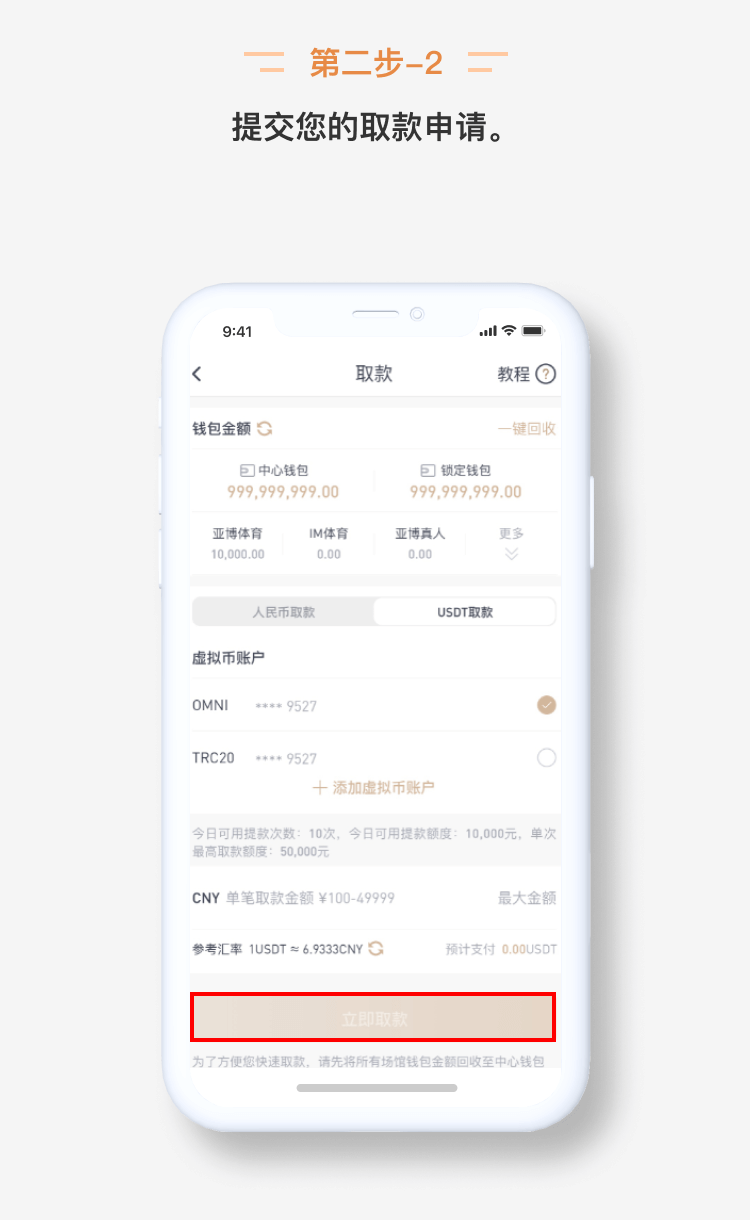 第二步-2
提交您的取款申请。
9:41
取款 教程 ?
钱包金额 一键回收
中心钱包 锁定钱包
999,999,999.00 999,999,999.00
亚博体育 IM体育 亚博真人 更多
10,000.00 0.00 0.00
人民币取款 USDT取款
虚拟币账户
OMNI **** 9527
TRC20 **** 9527
添加虚拟币账户
今日可用提款次数：10次，今日可用提款额度：10,000元，单次
最高取款额度：50,000元
CNY 单笔取款金额 ¥100-49999 最大金额
参考汇率 1USDT ≈ 6.9333CNY 预计支付 0.00USDT
立即取款
为了方便您快速取款，请先将所有场馆钱包金额回收至中心钱包